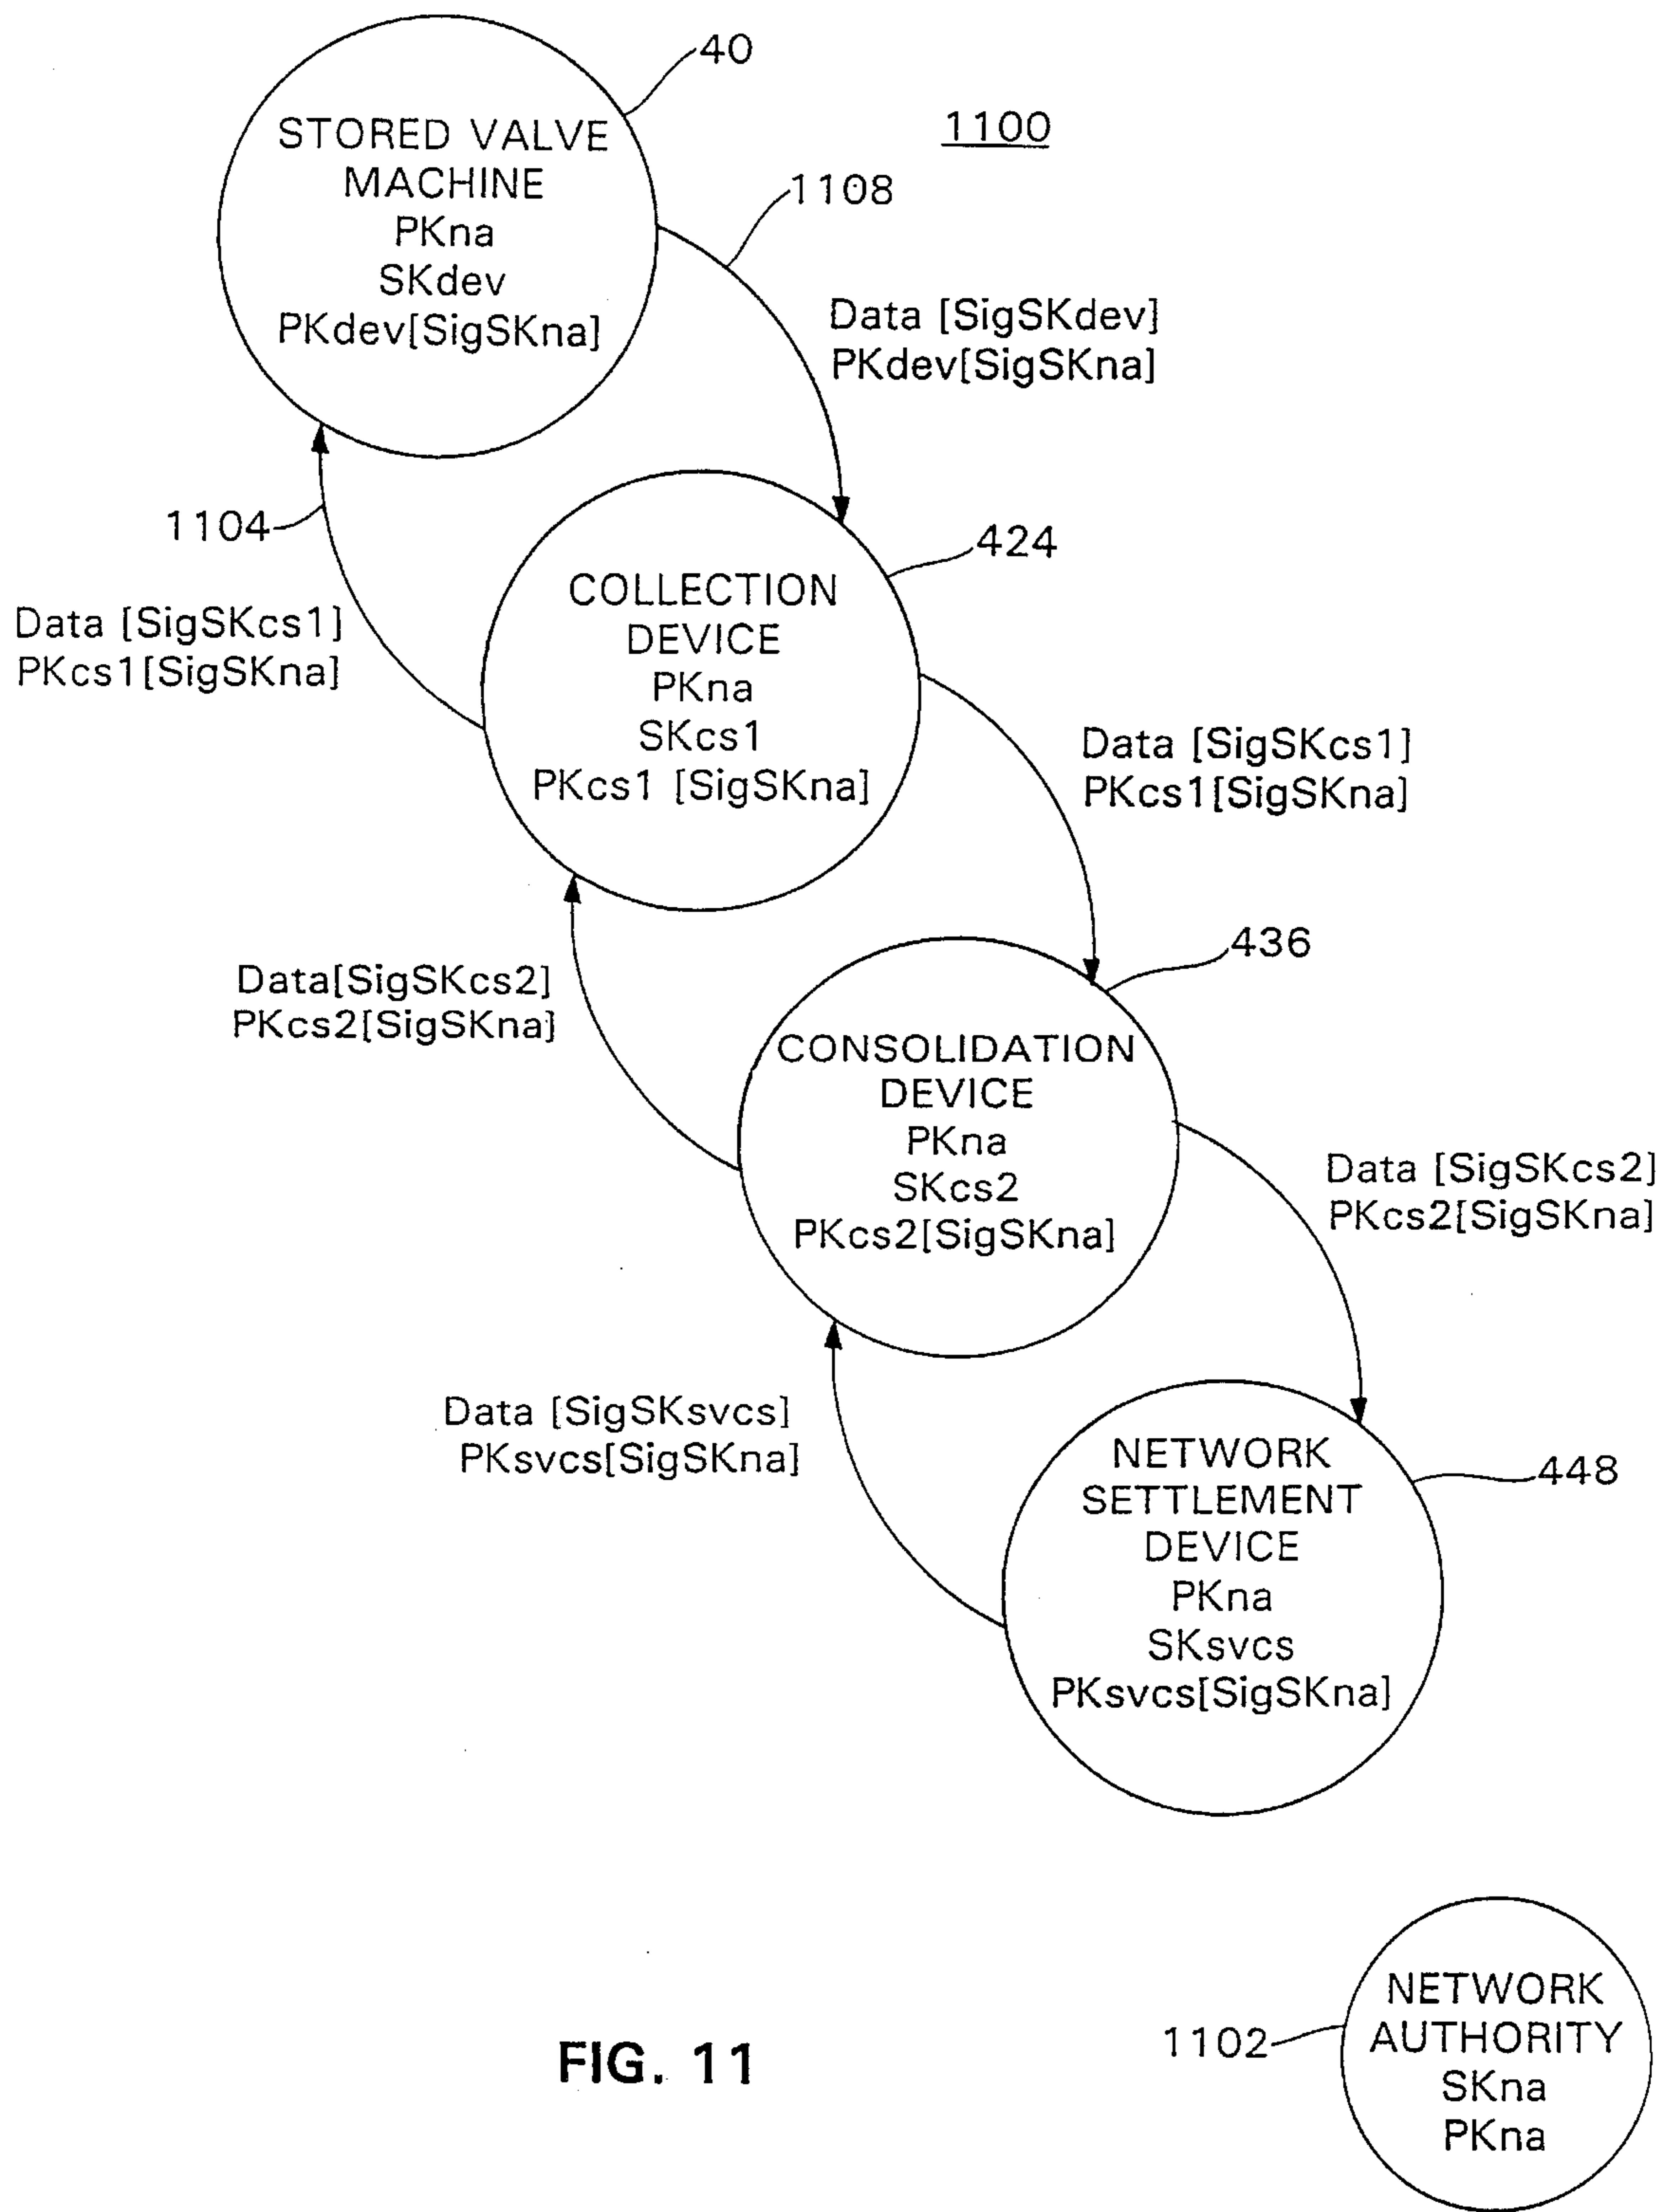 40
1100
STORED VALVE
MACHINE
PKna
SKdev
PKdev[SigSKna]
1108
Data [SigSKdev]
PKdev[SigSKna]
1104
Data [SigSKcs1]
PKcs1[SigSKna]
424
COLLECTION
DEVICE
PKna
SKcs1
PKcs1 [SigSKna]
Data [SigSKcs1]
PKcs1[SigSKna]
Data[SigSKcs2]
PKcs2[SigSKna]
436
CONSOLIDATION
DEVICE
PKna
SKcs2
PKcs2[SigSKna]
Data [SigSKcs2]
PKcs2[SigSKna]
Data [SigSKsvcs]
PKsvcs[SigSKna]
448
NETWORK
SETTLEMENT
DEVICE
PKna
SKsvcs
PKsvcs[SigSKna]
1102
NETWORK
AUTHORITY
SKna
PKna
FIG. 11